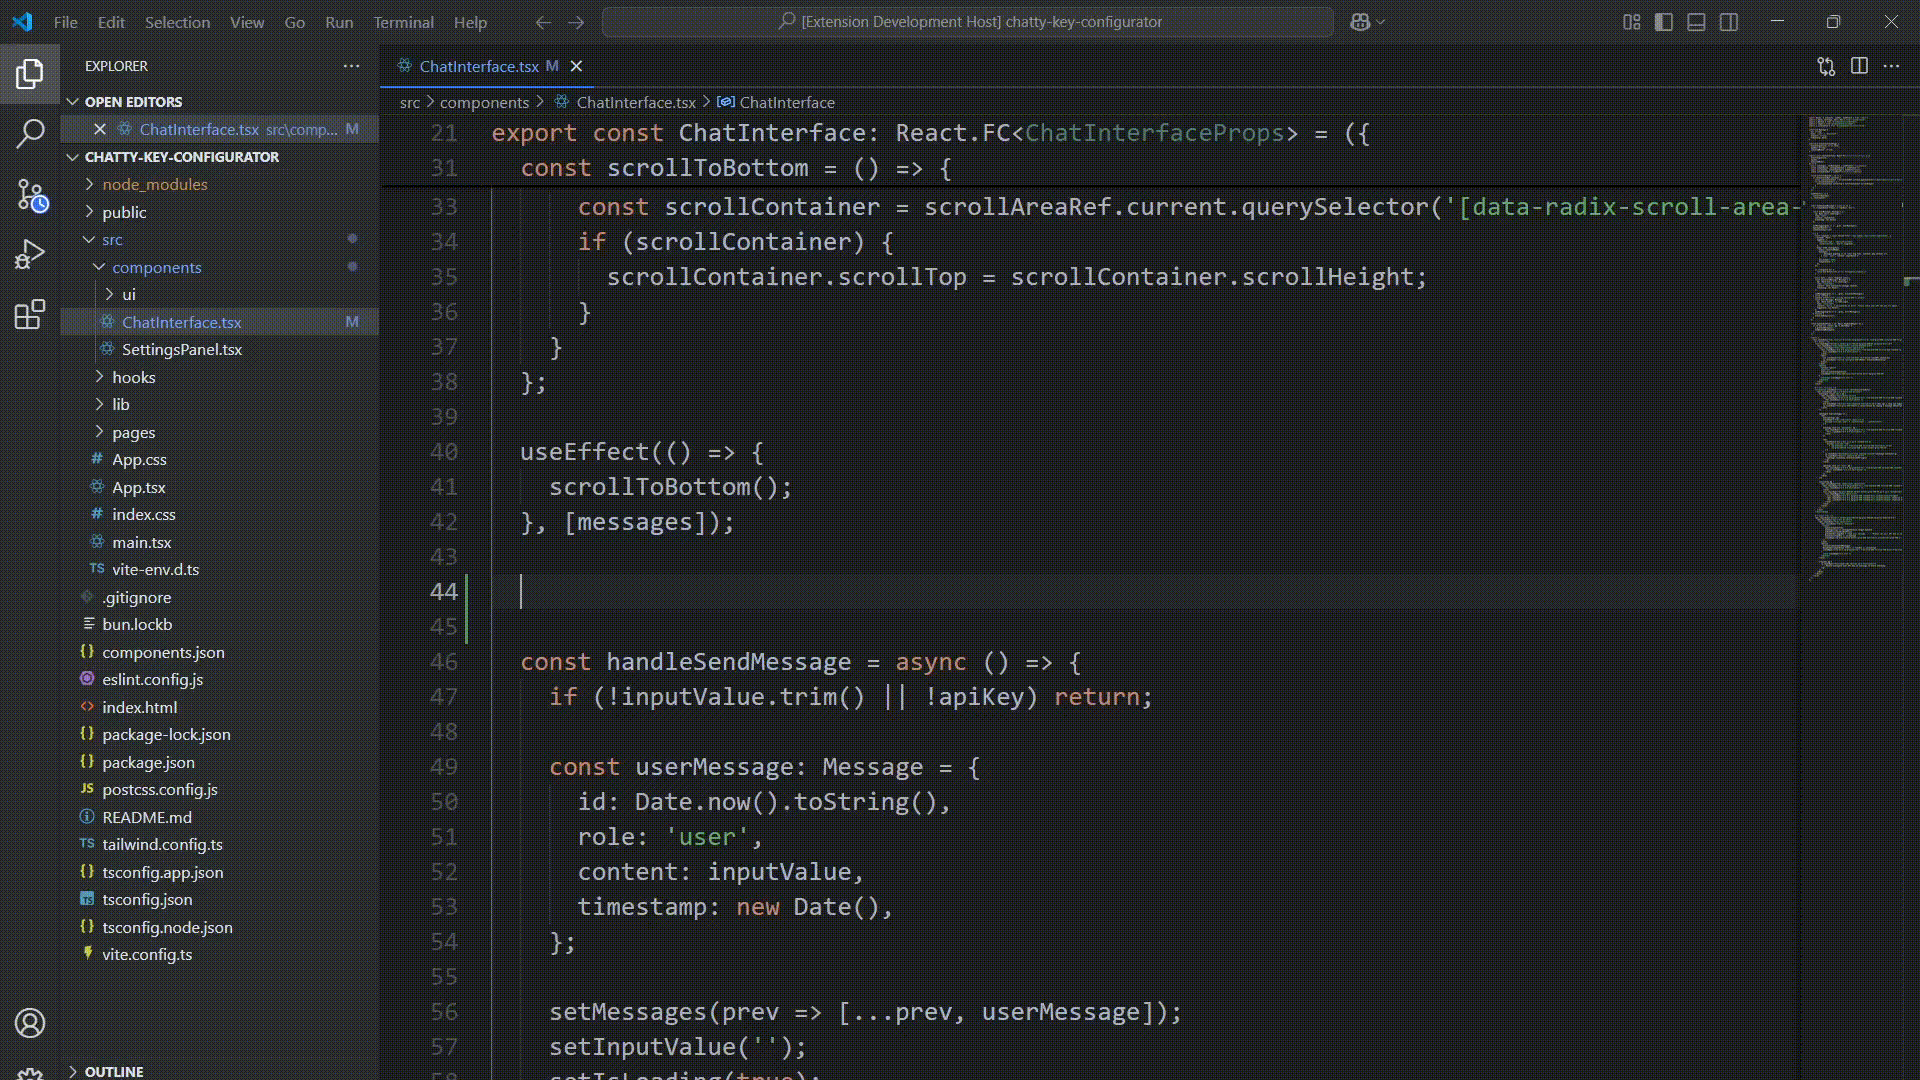 File Edit Selection View Go Run Terminal Help
[Extension Development Host] chatty-key-configurator
EXPLORER
OPEN EDITORS
ChatInterface.tsx src\comp... M
CHATTY-KEY-CONFIGURATOR
node_modules
public
src
components
ui
ChatInterface.tsx M
SettingsPanel.tsx
hooks
lib
pages
# App.css
App.tsx
# index.css
main.tsx
TS vite-env.d.ts
.gitignore
bun.lockb
{} components.json
eslint.config.js
<> index.html
{} package-lock.json
{} package.json
JS postcss.config.js
README.md
TS tailwind.config.ts
{} tsconfig.app.json
TS tsconfig.json
{} tsconfig.node.json
vite.config.ts
OUTLINE
ChatInterface.tsx M
src > components > ChatInterface.tsx > ChatInterface
21 export const ChatInterface: React.FC<ChatInterfaceProps> = ({
31 const scrollToBottom = () => {
33 const scrollContainer = scrollAreaRef.current.querySelector('[data-radix-scroll-area-
34 if (scrollContainer) {
35 scrollContainer.scrollTop = scrollContainer.scrollHeight;
36 }
37 }
38 };
39
40 useEffect(() => {
41 scrollToBottom();
42 }, [messages]);
43
44
45
46 const handleSendMessage = async () => {
47 if (!inputValue.trim() || !apiKey) return;
48
49 const userMessage: Message = {
50 id: Date.now().toString(),
51 role: 'user',
52 content: inputValue,
53 timestamp: new Date(),
54 };
55
56 setMessages(prev => [...prev, userMessage]);
57 setInputValue('');
58 setIsLoading(true);